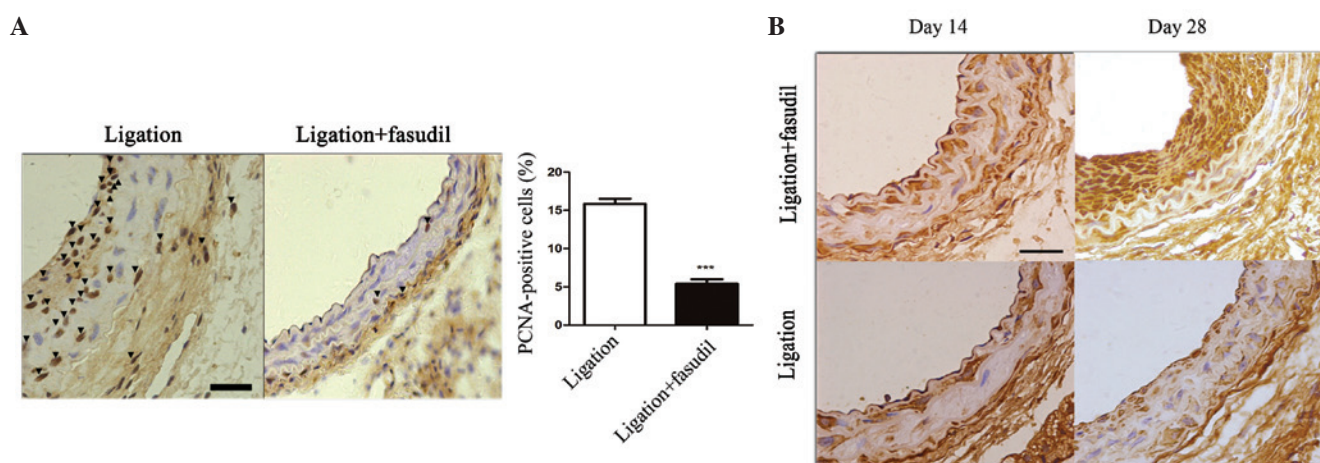 A
Ligation
Ligation+fasudil
PCNA-positive cells (%)
20
15
10
5
0
***
Ligation
Ligation+fasudil
B
Day 14
Day 28
Ligation+fasudil
Ligation